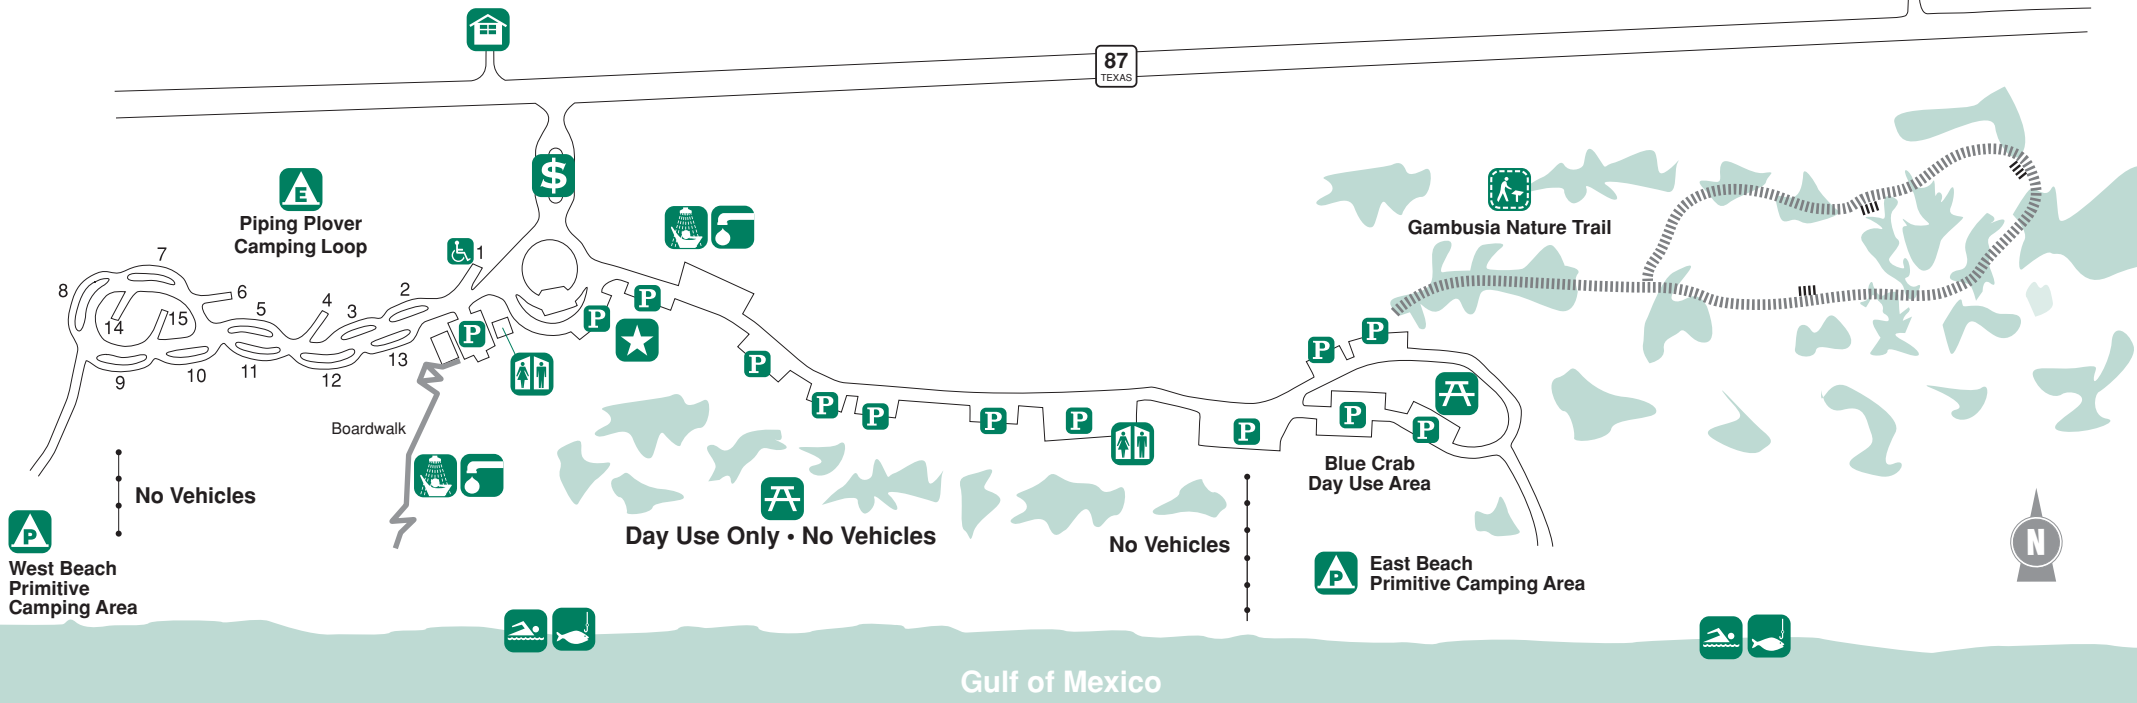 87
TEXAS
$
E
Piping Plover
Camping Loop
Gambusia Nature Trail
1
2
3
4
5
6
7
8
9
10
11
12
13
14
15
P
P
P
P
P
P
P
P
P
P
P
P
P
Boardwalk
No Vehicles
P
West Beach
Primitive
Camping Area
Day Use Only • No Vehicles
Blue Crab
Day Use Area
No Vehicles
P
East Beach
Primitive Camping Area
N
Gulf of Mexico